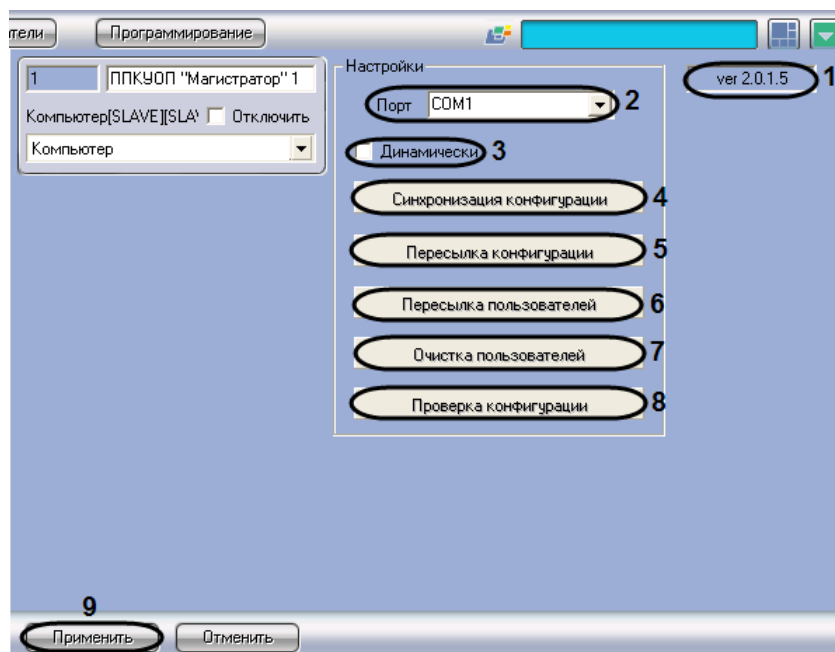 тели Программирование
1 ППКУОП "Магистратор" 1
Компьютер[SLAVE][SLA Отключить
Компьютер
Настройки
Порт COM1 2
Динамически 3
Синхронизация конфигурации 4
Пересылка конфигурации 5
Пересылка пользователей 6
Очистка пользователей 7
Проверка конфигурации 8
ver 2.0.1.5 1
9
Применить Отменить